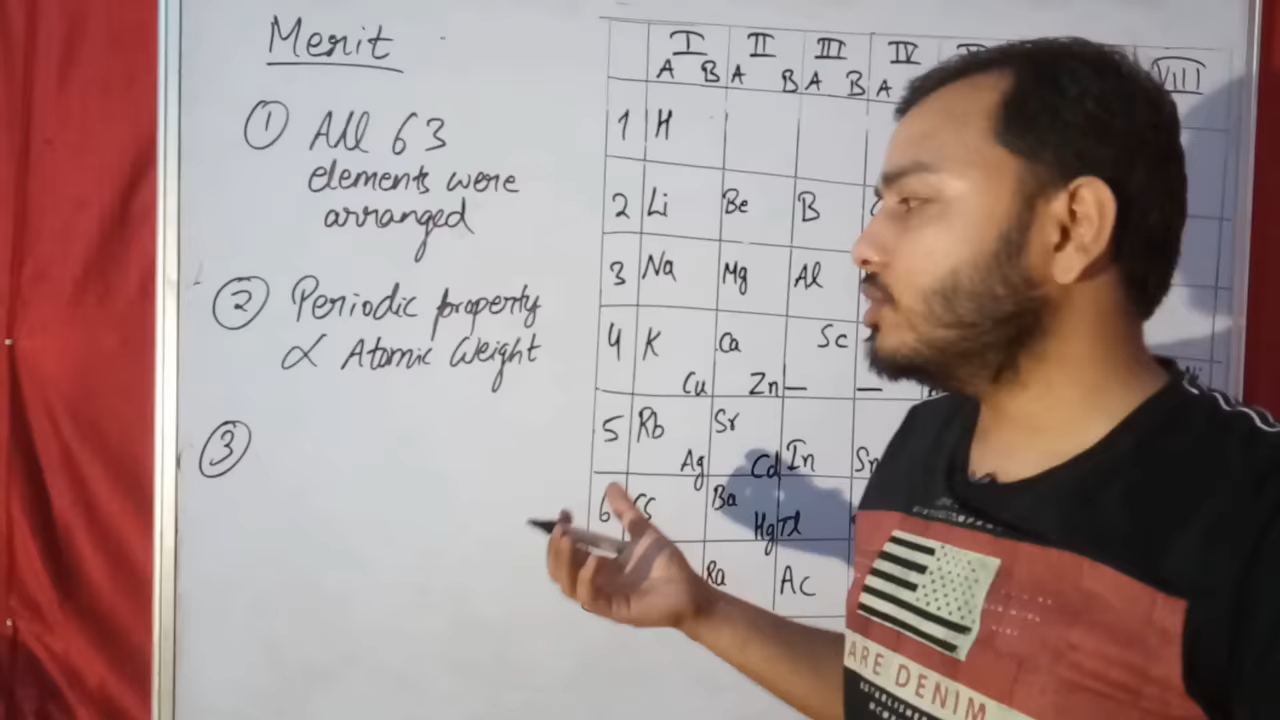 Merit
① All 63
elements were
arranged
② Periodic property
∝ Atomic Weight
③
I II III IV VIII
A B A B A B A
1 H
2 Li Be B
3 Na Mg Al
4 K Ca Sc
Cu Zn — —
5 Rb Sr
Ag Cd In Sn
6 Cs Ba
Hg Tl
Ra Ac
ARE DENIM